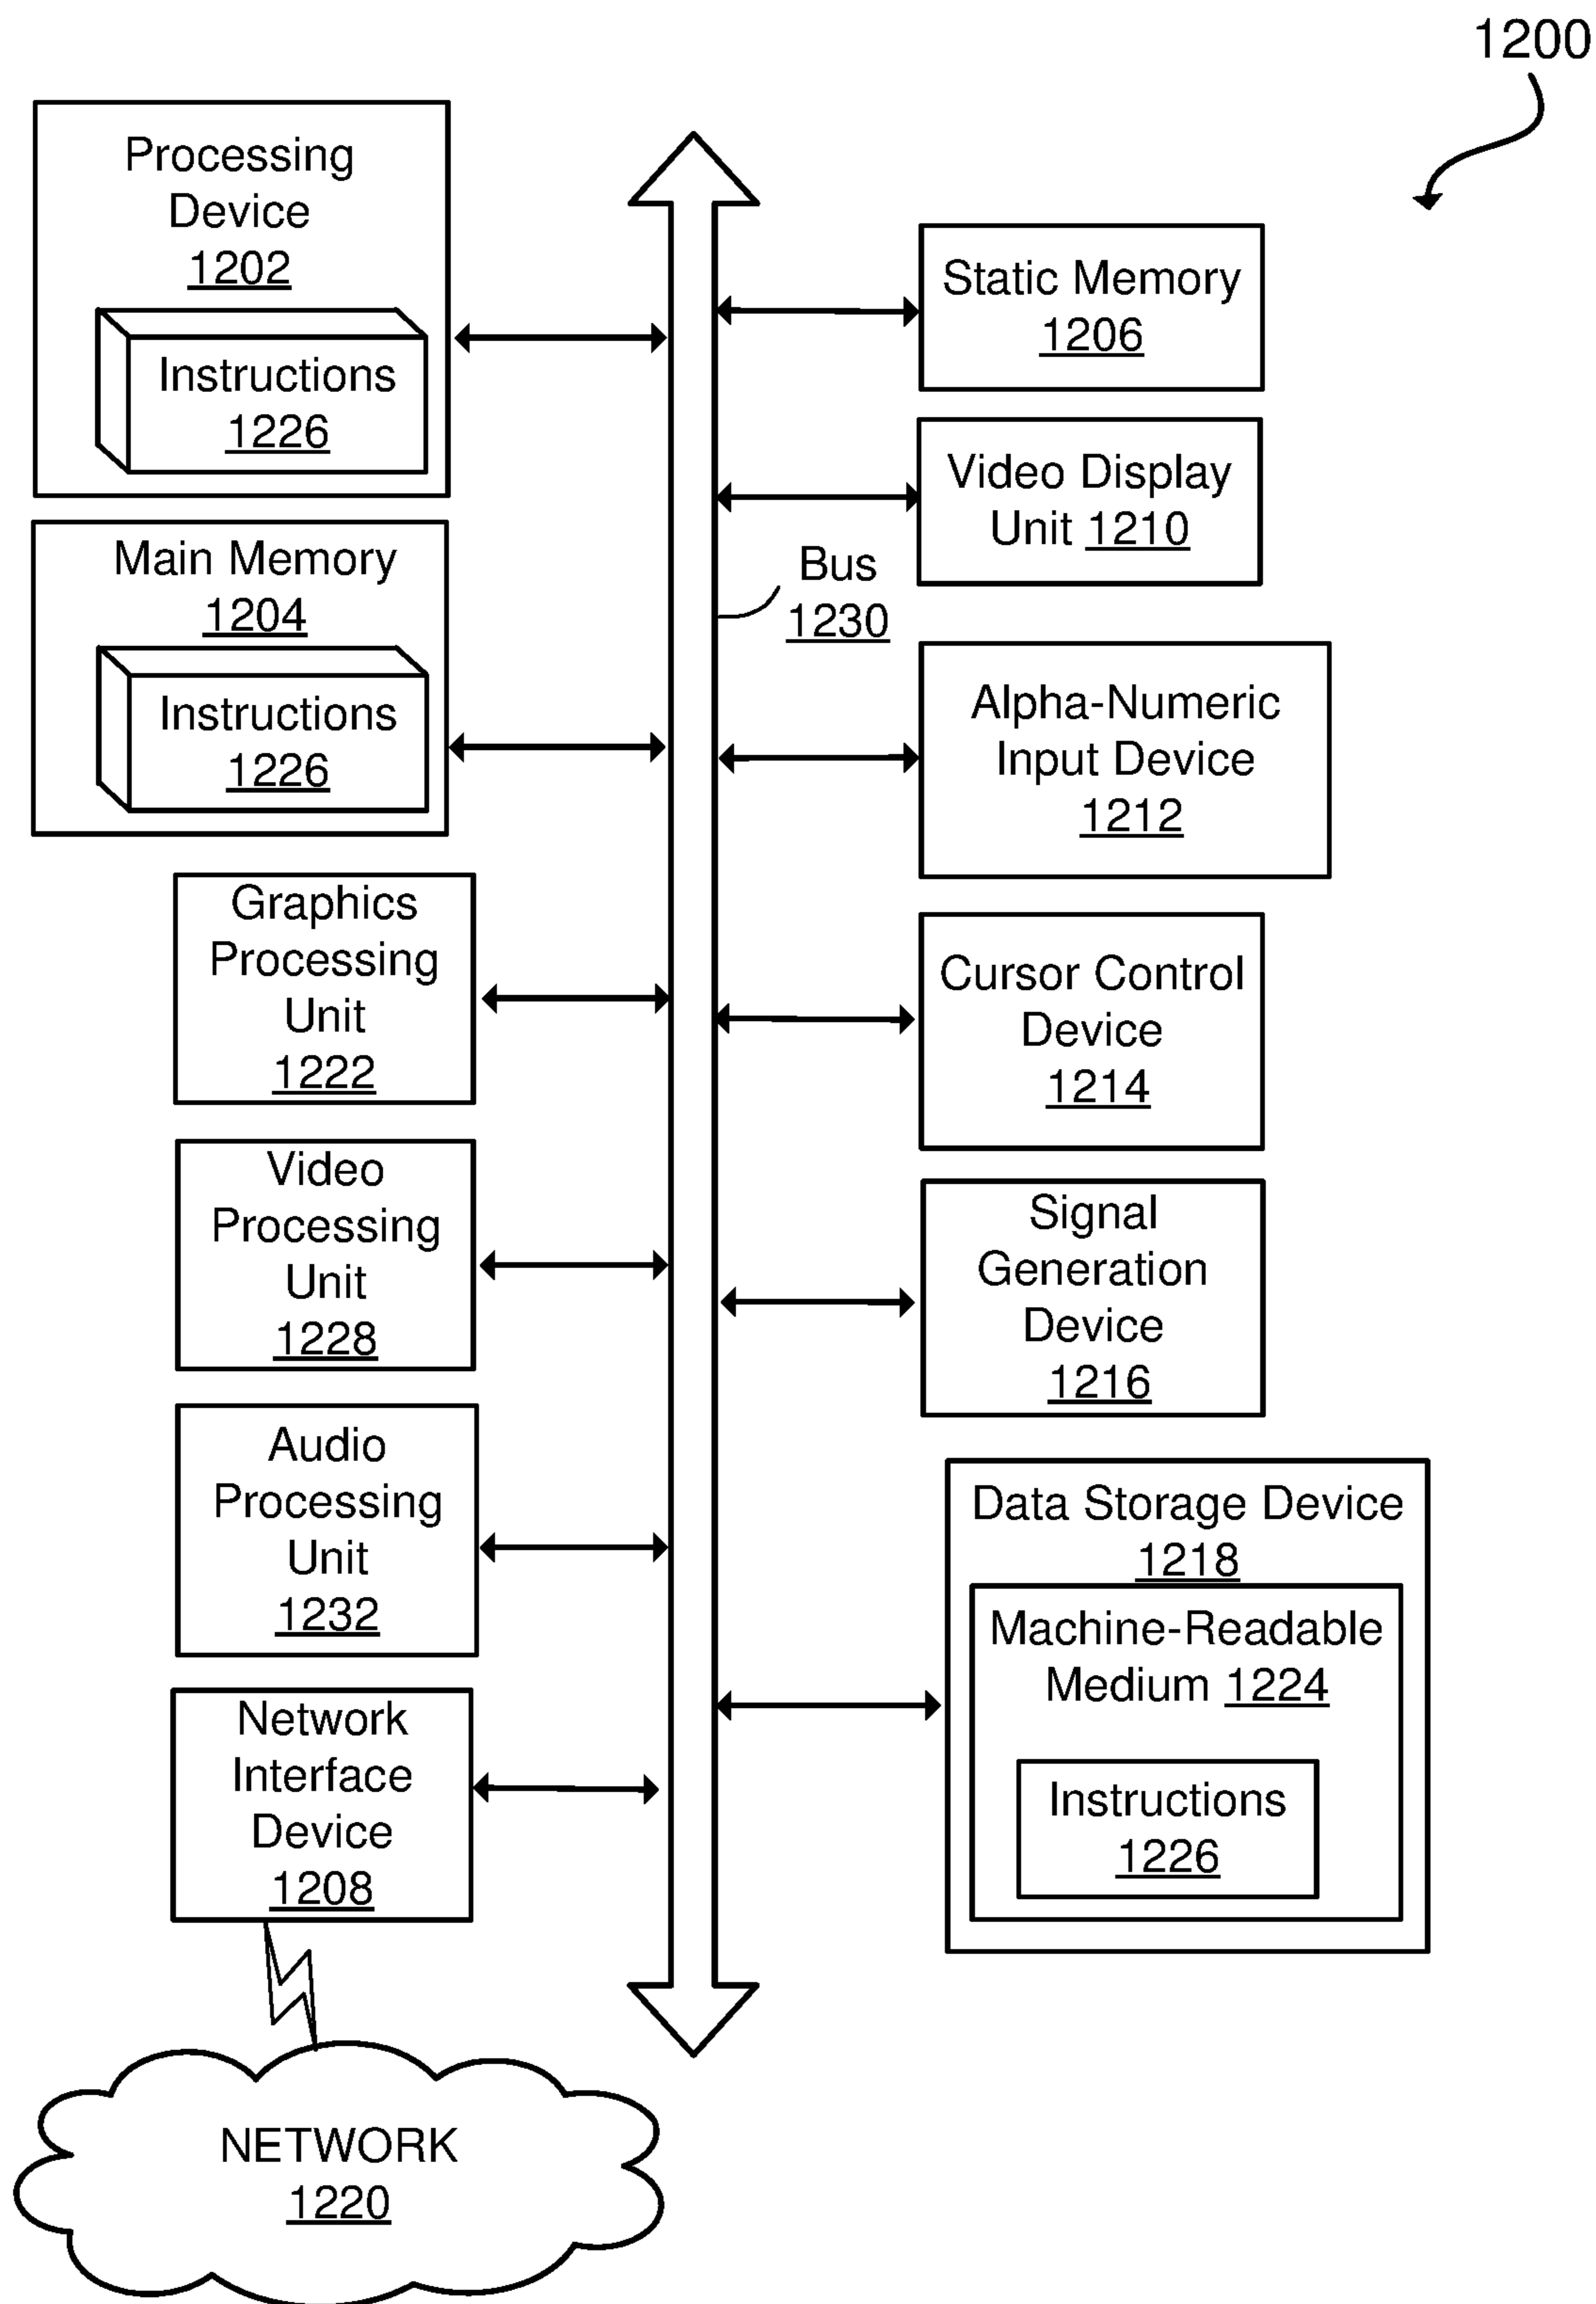 1200
Processing
Device
1202
Instructions
1226
Main Memory
1204
Instructions
1226
Graphics
Processing
Unit
1222
Video
Processing
Unit
1228
Audio
Processing
Unit
1232
Network
Interface
Device
1208
NETWORK
1220
Bus
1230
Static Memory
1206
Video Display
Unit 1210
Alpha-Numeric
Input Device
1212
Cursor Control
Device
1214
Signal
Generation
Device
1216
Data Storage Device
1218
Machine-Readable
Medium 1224
Instructions
1226